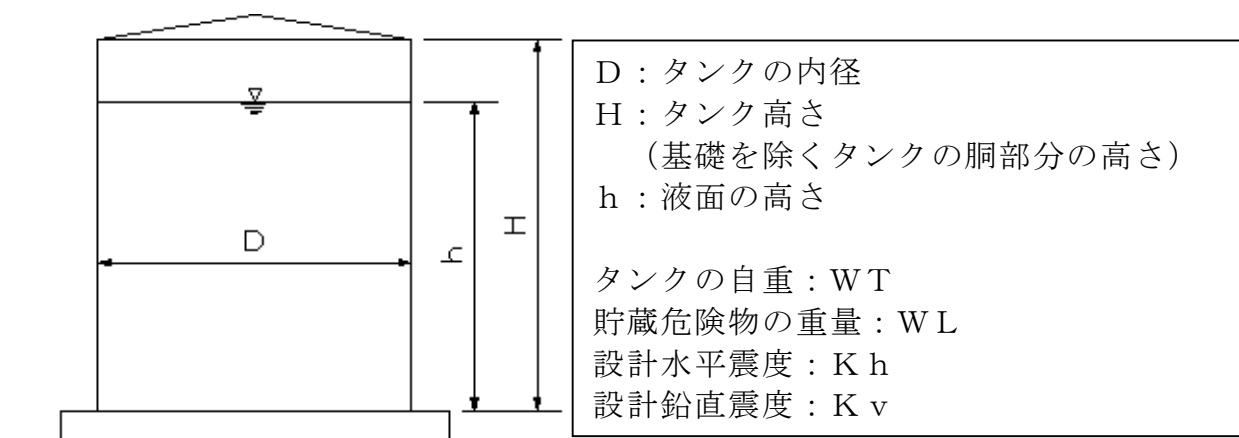 D
h
H
D：タンクの内径
H：タンク高さ
（基礎を除くタンクの胴部分の高さ）
h：液面の高さ
タンクの自重：WT
貯蔵危険物の重量：WL
設計水平震度：Kh
設計鉛直震度：Kv